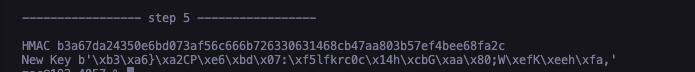 ----------------- step 5 -----------------
HMAC b3a67da24350e6bd073af56c666b726330631468cb47aa803b57ef4bee68fa2c
New Key b'\xb3\xa6}\xa2CP\xe6\xbd\x07:\xf5lfkrc0c\x14h\xcbG\xaa\x80;W\xefK\xeeh\xfa,'